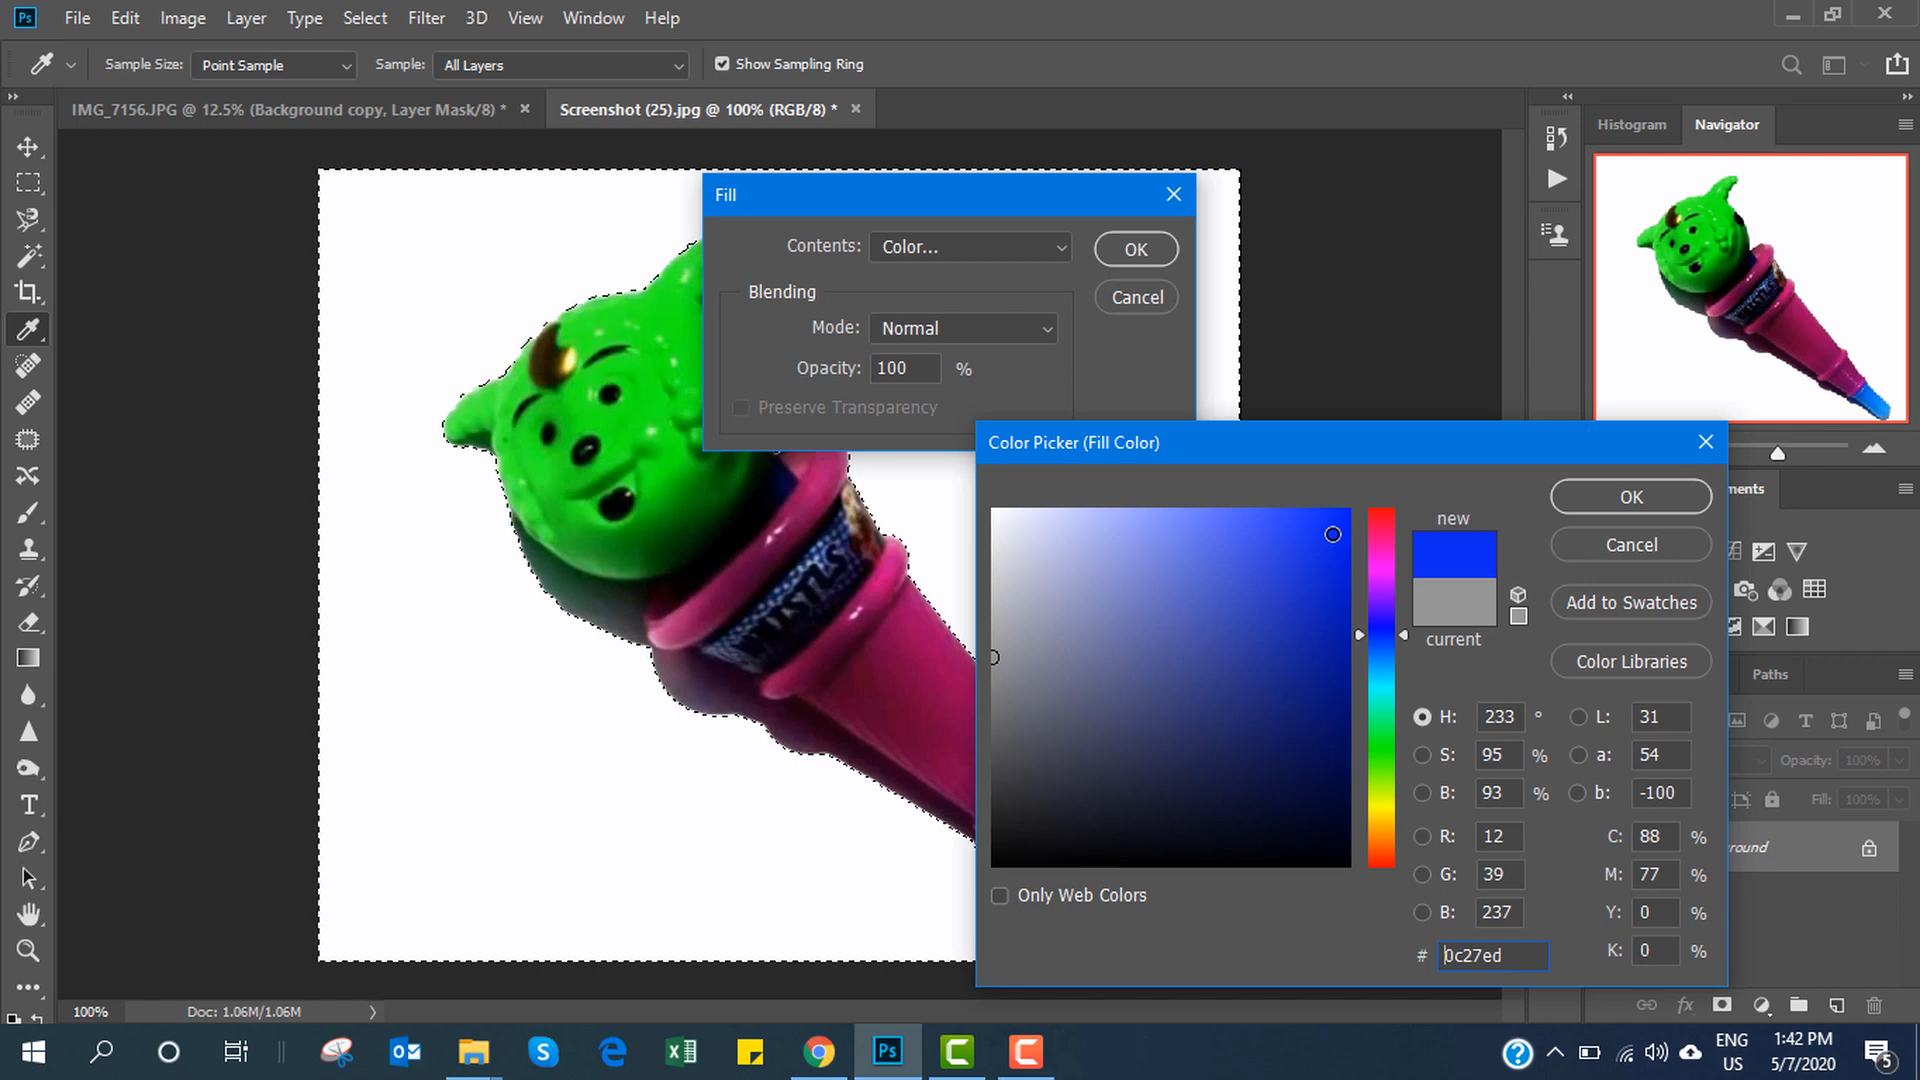 Ps File Edit Image Layer Type Select Filter 3D View Window Help
Sample Size: Point Sample Sample: All Layers Show Sampling Ring
IMG_7156.JPG @ 12.5% (Background copy, Layer Mask/8) * Screenshot (25).jpg @ 100% (RGB/8) *
Histogram Navigator
Fill
Contents: Color... OK
Blending Cancel
Mode: Normal
Opacity: 100 %
Preserve Transparency
Color Picker (Fill Color)
new OK
Cancel
Add to Swatches
current
Color Libraries
H: 233 ° L: 31
S: 95 % a: 54
B: 93 % b: -100
R: 12 C: 88 %
G: 39 M: 77 %
B: 237 Y: 0 %
# 0c27ed K: 0 %
Only Web Colors
ments
Paths
Opacity: 100%
Fill: 100%
round
fx
100% Doc: 1.06M/1.06M
Ps
ENG
US
1:42 PM
5/7/2020
5